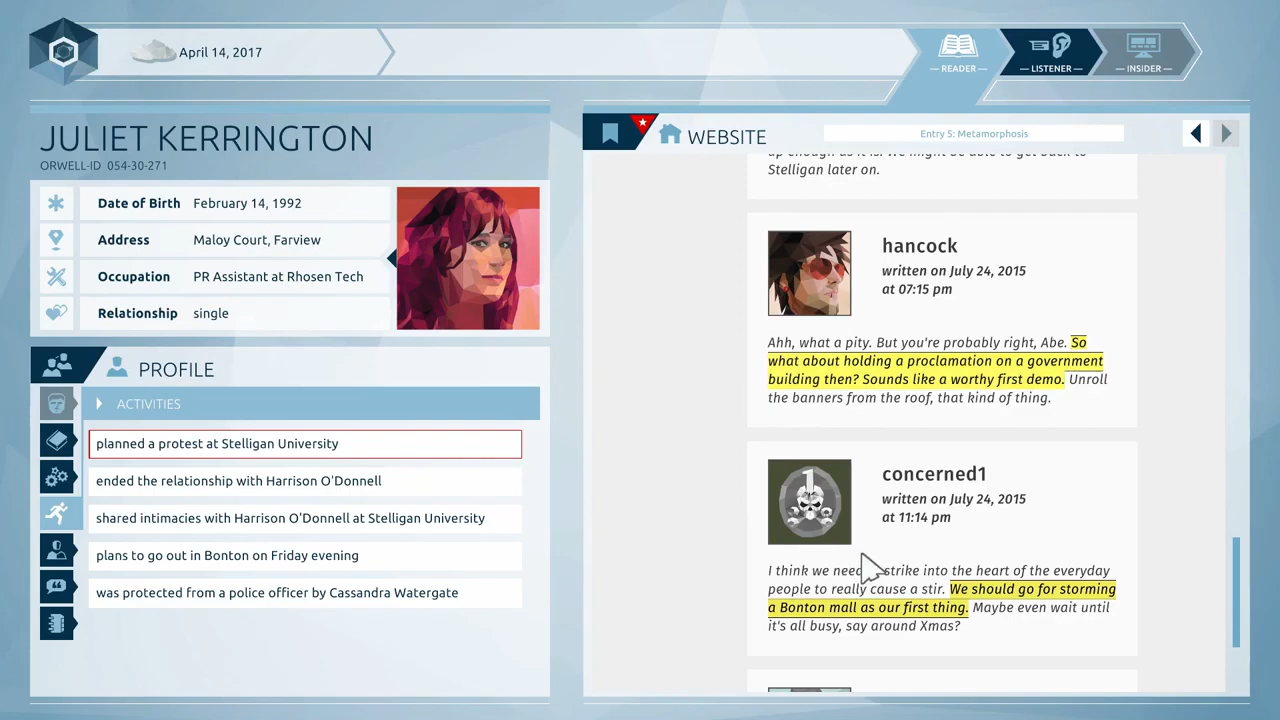 April 14, 2017
— READER —
— LISTENER —
— INSIDER —
JULIET KERRINGTON
ORWELL-ID 054-30-271
Date of Birth February 14, 1992
Address Maloy Court, Farview
Occupation PR Assistant at Rhosen Tech
Relationship single
PROFILE
ACTIVITIES
planned a protest at Stelligan University
ended the relationship with Harrison O'Donnell
shared intimacies with Harrison O'Donnell at Stelligan University
plans to go out in Bonton on Friday evening
was protected from a police officer by Cassandra Watergate
WEBSITE
Entry 5: Metamorphosis
Stelligan later on.
hancock
written on July 24, 2015
at 07:15 pm
Ahh, what a pity. But you're probably right, Abe. So
what about holding a proclamation on a government
building then? Sounds like a worthy first demo. Unroll
the banners from the roof, that kind of thing.
concerned1
written on July 24, 2015
at 11:14 pm
I think we need strike into the heart of the everyday
people to really cause a stir. We should go for storming
a Bonton mall as our first thing. Maybe even wait until
it's all busy, say around Xmas?